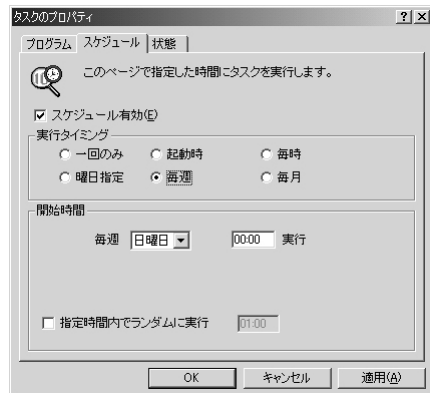 タスクのプロパティ
プログラム スケジュール 状態
このページで指定した時間にタスクを実行します。
スケジュール有効(E)
実行タイミング
一回のみ 起動時 毎時
曜日指定 毎週 毎月
開始時間
毎週 日曜日 00:00 実行
指定時間内でランダムに実行 01:00
OK キャンセル 適用(A)